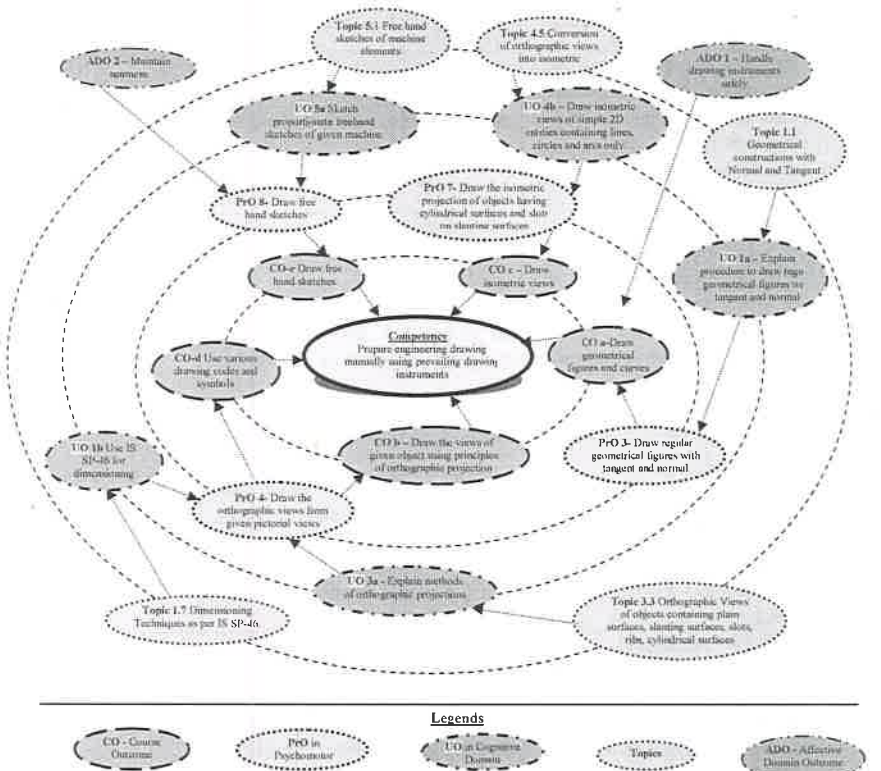 Topic 5.1 Free hand
sketches of machine
elements
Topic 4.5 Conversion
of orthographic views
into isometric
ADO 2 – Maintain
neatness
ADO 1 – Handle
drawing instruments
safely
UO 5a Sketch
proportionate freehand
sketches of given machine
UO 4b – Draw isometric
views of simple 2D
entities containing lines,
circles and arcs only
Topic 1.1
Geometrical
constructions with
Normal and Tangent
PrO 8- Draw free
hand sketches
PrO 7- Draw the isometric
projection of objects having
cylindrical surfaces and slots
on slanting surfaces
UO 1a – Explain
procedure to draw regu
geometrical figures
tangent and normal
CO-e Draw free
hand sketches
CO c – Draw
isometric views
Competency
Prepare engineering drawing
manually using prevailing drawing
instruments
CO-d Use various
drawing codes and
symbols
CO a-Draw
geometrical
figures and curves
CO b – Draw the views of
given object using principles
of orthographic projection
PrO 3- Draw regular
geometrical figures with
tangent and normal
UO 1b Use IS
SP-46 for
dimensioning
PrO 4- Draw the
orthographic views from
given pictorial views
UO 3a - Explain methods
of orthographic projections
Topic 1.7 Dimensioning
Techniques as per IS SP-46
Topic 3.3 Orthographic Views
of objects containing plain
surfaces, slanting surfaces, slots,
ribs, cylindrical surfaces
Legends
CO - Course
Outcome
PrO in
Psychomotor
UO in Cognitive
Domain
Topics
ADO - Affective
Domain Outcome